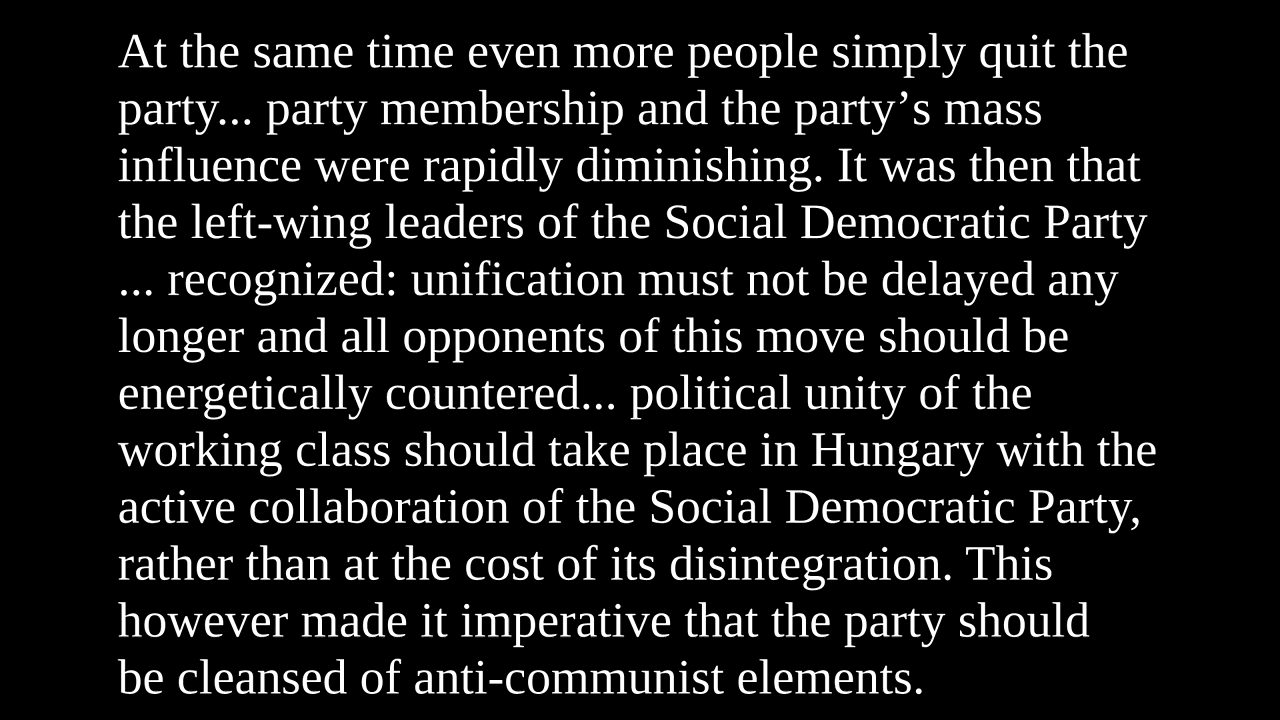 At the same time even more people simply quit the
party... party membership and the party’s mass
influence were rapidly diminishing. It was then that
the left-wing leaders of the Social Democratic Party
... recognized: unification must not be delayed any
longer and all opponents of this move should be
energetically countered... political unity of the
working class should take place in Hungary with the
active collaboration of the Social Democratic Party,
rather than at the cost of its disintegration. This
however made it imperative that the party should
be cleansed of anti-communist elements.